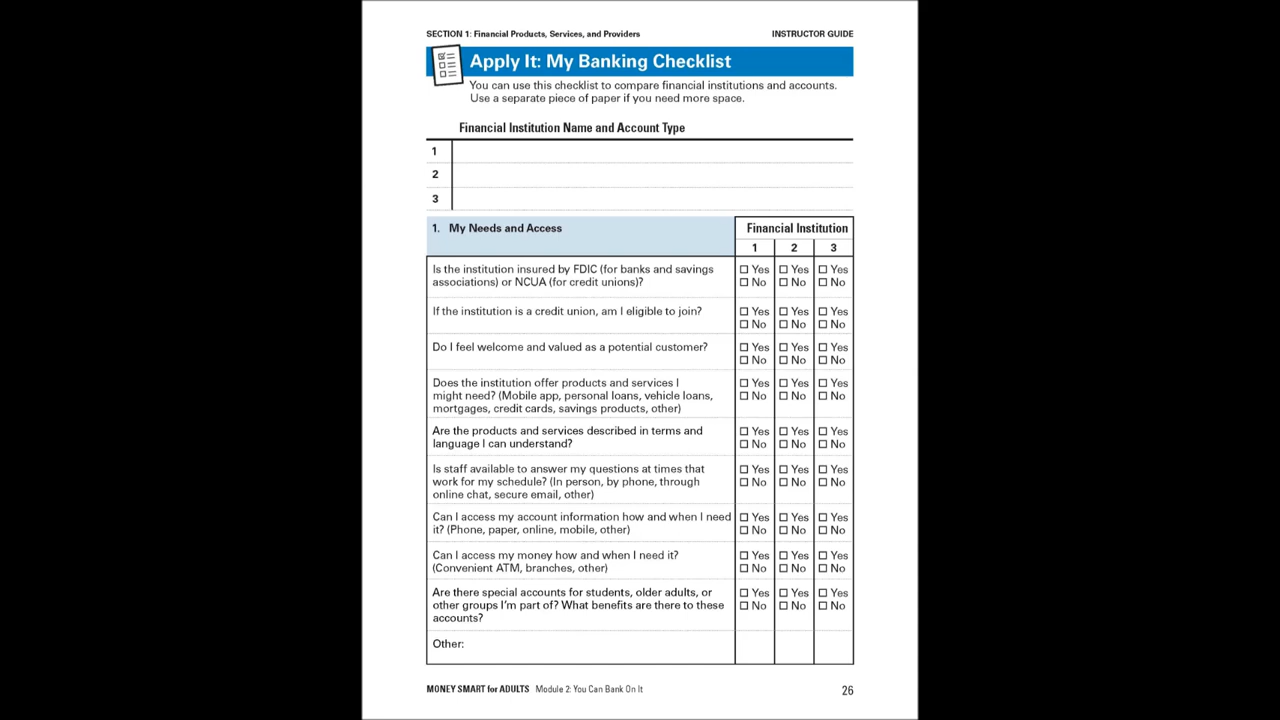 SECTION 1: Financial Products, Services, and Providers INSTRUCTOR GUIDE
Apply It: My Banking Checklist
You can use this checklist to compare financial institutions and accounts.
Use a separate piece of paper if you need more space.
Financial Institution Name and Account Type
1
2
3
1. My Needs and Access Financial Institution
1 2 3
Is the institution insured by FDIC (for banks and savings ☐ Yes ☐ Yes ☐ Yes
associations) or NCUA (for credit unions)? ☐ No ☐ No ☐ No
If the institution is a credit union, am I eligible to join? ☐ Yes ☐ Yes ☐ Yes
☐ No ☐ No ☐ No
Do I feel welcome and valued as a potential customer? ☐ Yes ☐ Yes ☐ Yes
☐ No ☐ No ☐ No
Does the institution offer products and services I ☐ Yes ☐ Yes ☐ Yes
might need? (Mobile app, personal loans, vehicle loans, ☐ No ☐ No ☐ No
mortgages, credit cards, savings products, other)
Are the products and services described in terms and ☐ Yes ☐ Yes ☐ Yes
language I can understand? ☐ No ☐ No ☐ No
Is staff available to answer my questions at times that ☐ Yes ☐ Yes ☐ Yes
work for my schedule? (In person, by phone, through ☐ No ☐ No ☐ No
online chat, secure email, other)
Can I access my account information how and when I need ☐ Yes ☐ Yes ☐ Yes
it? (Phone, paper, online, mobile, other) ☐ No ☐ No ☐ No
Can I access my money how and when I need it? ☐ Yes ☐ Yes ☐ Yes
(Convenient ATM, branches, other) ☐ No ☐ No ☐ No
Are there special accounts for students, older adults, or ☐ Yes ☐ Yes ☐ Yes
other groups I'm part of? What benefits are there to these ☐ No ☐ No ☐ No
accounts?
Other:
MONEY SMART for ADULTS Module 2: You Can Bank On It 26